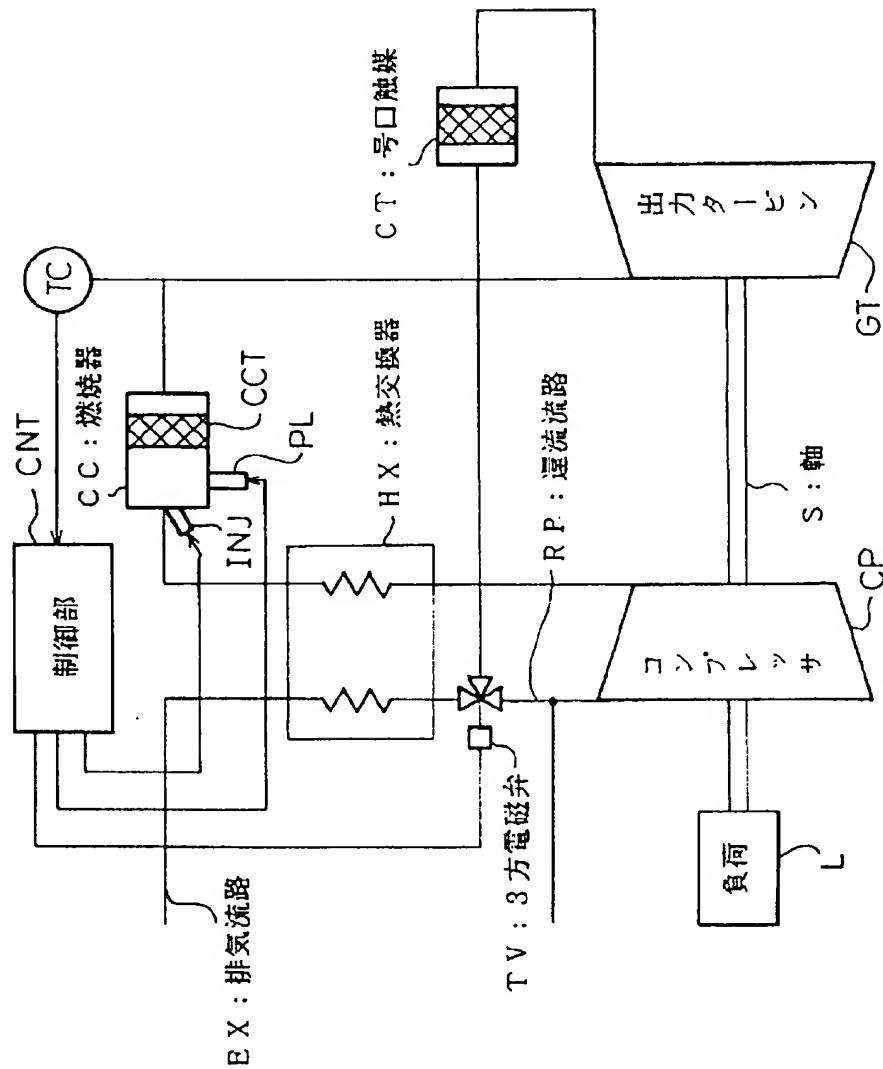 TC
CNT
制御部
CC:燃焼器
CCT
PL
INJ
HX:熱交換器
CT:号口触媒
出力タービン
GT
RP:還流流路
S:軸
CP
コンプレッサ
EX:排気流路
TV:3方電磁弁
負荷
L